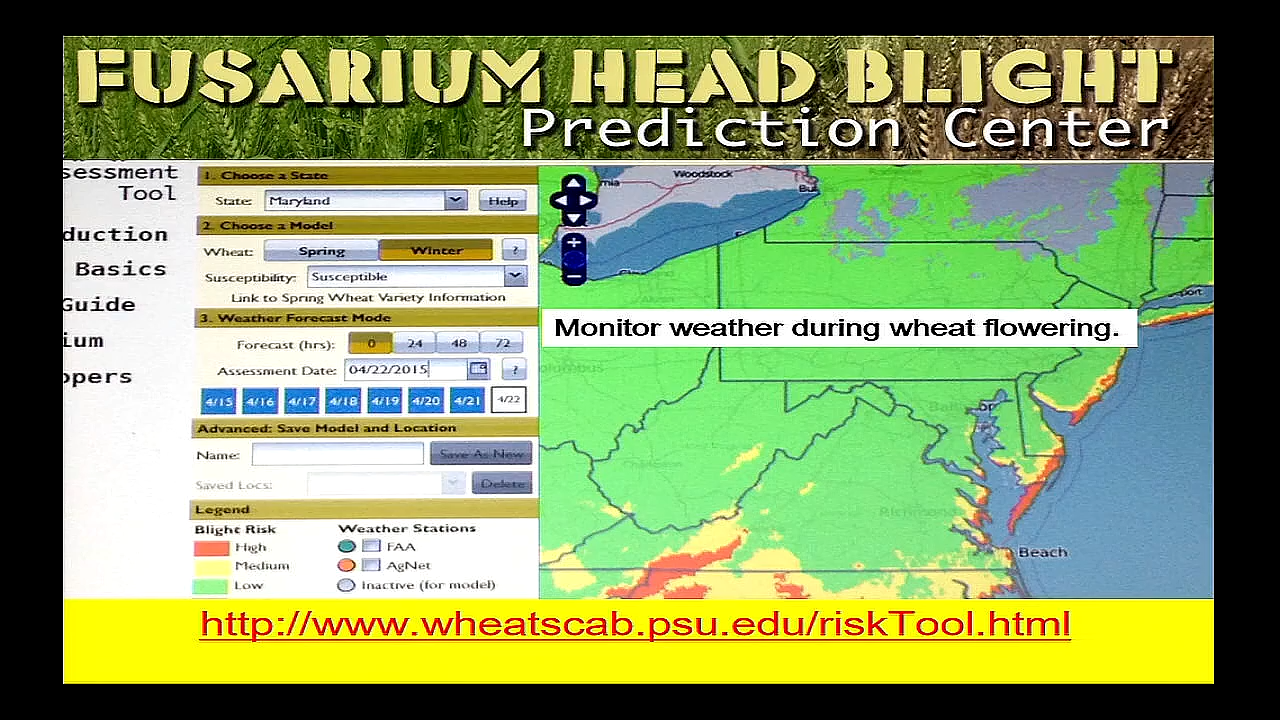 FUSARIUM HEAD BLIGHT
Prediction Center
sessment
Tool
duction
Basics
Guide
ium
opers
1. Choose a State
State: Maryland Help
2. Choose a Model
Wheat: Spring Winter ?
Susceptibility: Susceptible
Link to Spring Wheat Variety Information
3. Weather Forecast Mode
Forecast (hrs): 0 24 48 72
Assessment Date: 04/22/2015 ?
4/15 4/16 4/17 4/18 4/19 4/20 4/21 4/22
Advanced: Save Model and Location
Name: Save As New
Saved Locs: Delete
Legend
Blight Risk Weather Stations
High FAA
Medium AgNet
Low Inactive (for model)
Woodstock
Monitor weather during wheat flowering.
Columbus
Richmond
Beach
http://www.wheatscab.psu.edu/riskTool.html